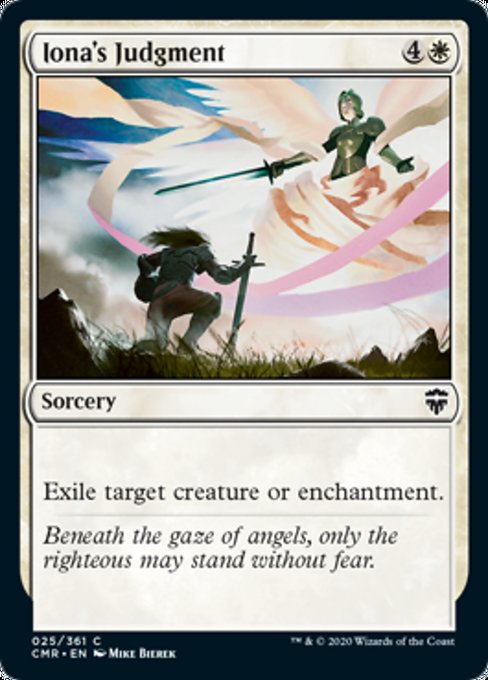 Iona's Judgment 4
Sorcery
Exile target creature or enchantment.
Beneath the gaze of angels, only the
righteous may stand without fear.
025/361 C
CMR • EN Mike Bierek
™ & © 2020 Wizards of the Coast